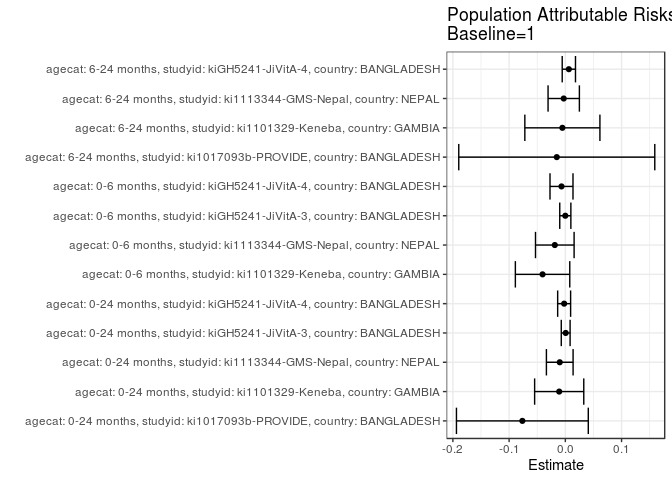 Population Attributable Risks
Baseline=1
agecat: 6-24 months, studyid: kiGH5241-JiVitA-4, country: BANGLADESH
agecat: 6-24 months, studyid: ki1113344-GMS-Nepal, country: NEPAL
agecat: 6-24 months, studyid: ki1101329-Keneba, country: GAMBIA
agecat: 6-24 months, studyid: ki1017093b-PROVIDE, country: BANGLADESH
agecat: 0-6 months, studyid: kiGH5241-JiVitA-4, country: BANGLADESH
agecat: 0-6 months, studyid: kiGH5241-JiVitA-3, country: BANGLADESH
agecat: 0-6 months, studyid: ki1113344-GMS-Nepal, country: NEPAL
agecat: 0-6 months, studyid: ki1101329-Keneba, country: GAMBIA
agecat: 0-24 months, studyid: kiGH5241-JiVitA-4, country: BANGLADESH
agecat: 0-24 months, studyid: kiGH5241-JiVitA-3, country: BANGLADESH
agecat: 0-24 months, studyid: ki1113344-GMS-Nepal, country: NEPAL
agecat: 0-24 months, studyid: ki1101329-Keneba, country: GAMBIA
agecat: 0-24 months, studyid: ki1017093b-PROVIDE, country: BANGLADESH
-0.2 -0.1 0.0 0.1
Estimate